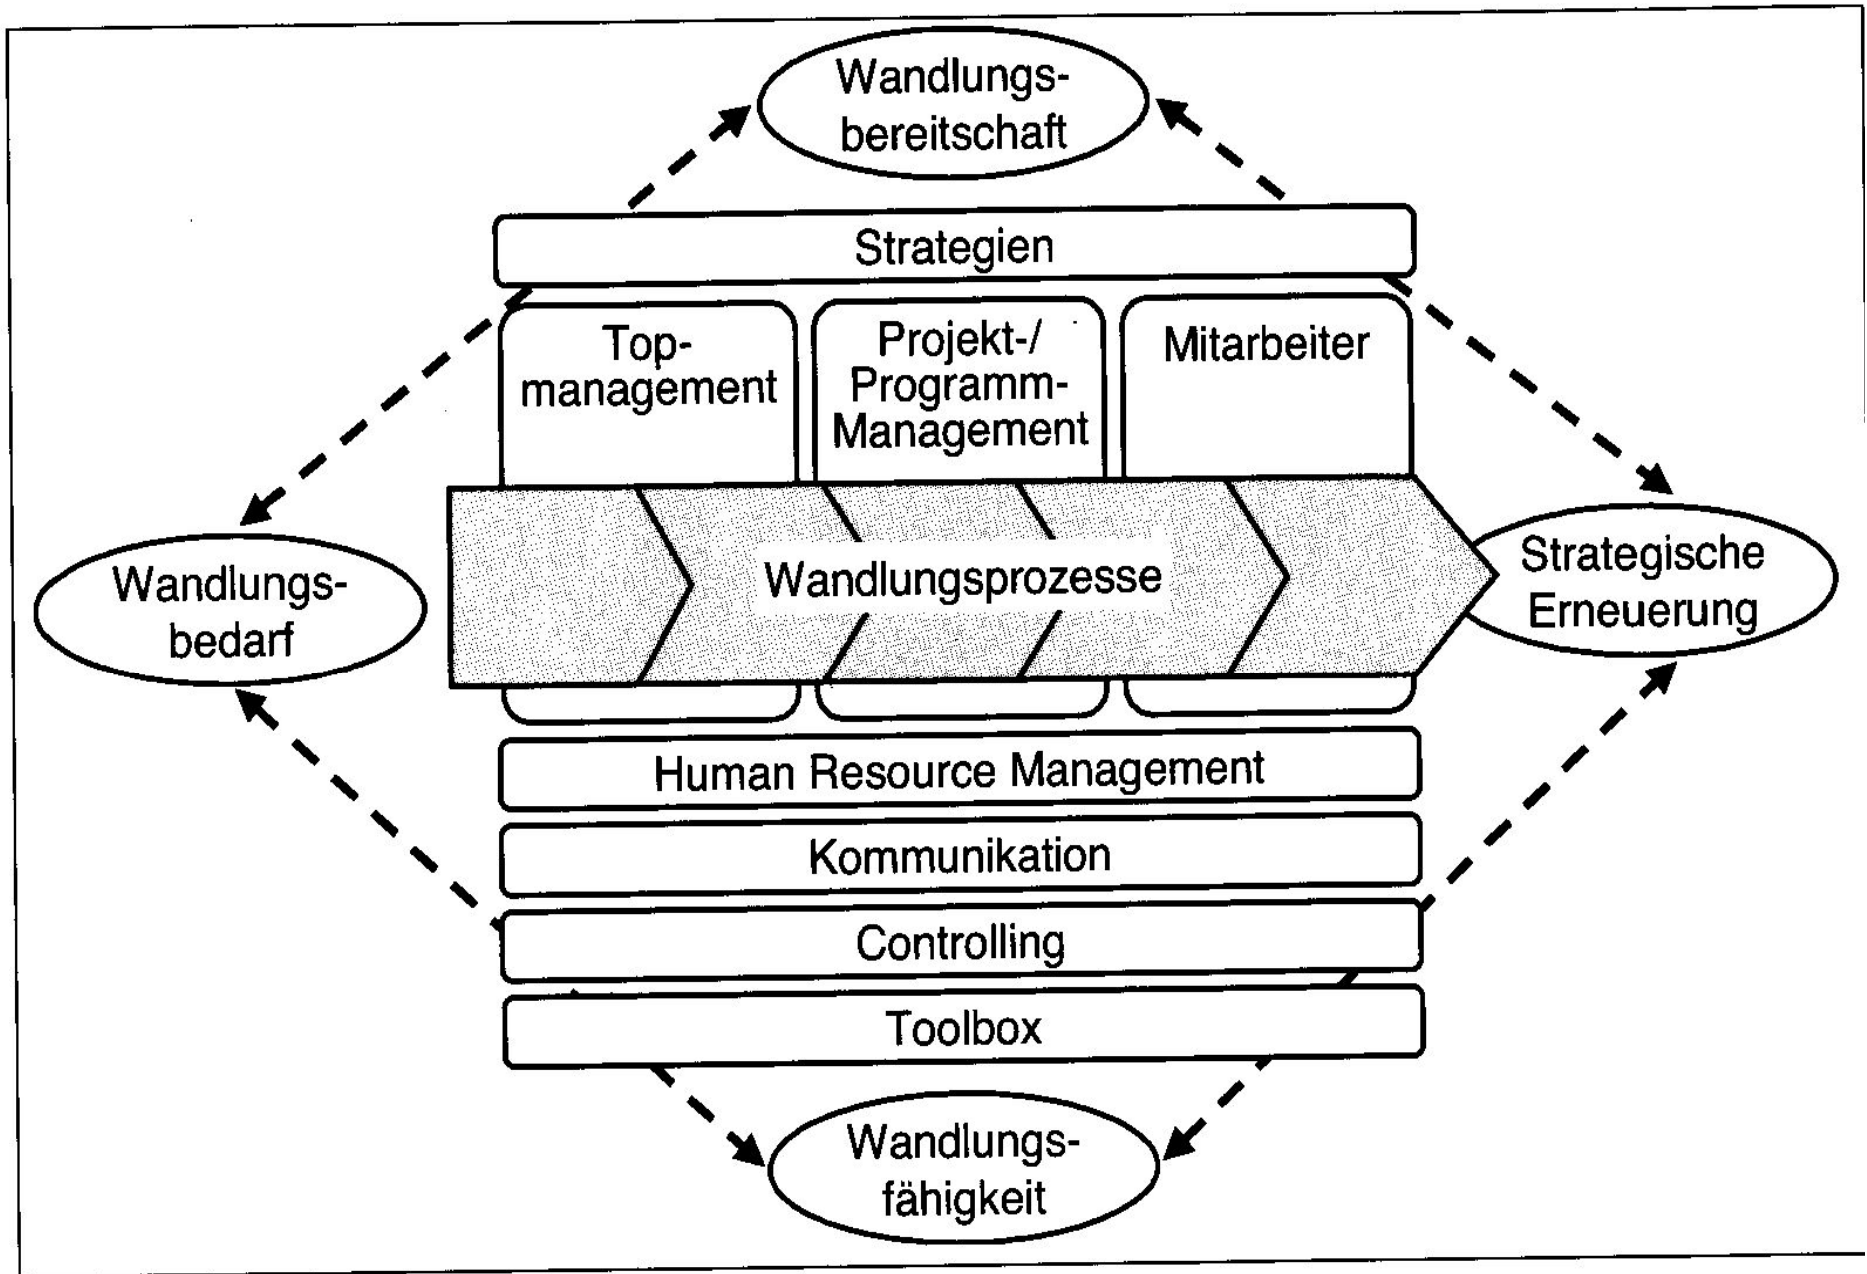 Wandlungs-
bereitschaft
Strategien
Top-
management
Projekt-/
Programm-
Management
Mitarbeiter
Wandlungs-
bedarf
Wandlungsprozesse
Strategische
Erneuerung
Human Resource Management
Kommunikation
Controlling
Toolbox
Wandlungs-
fähigkeit